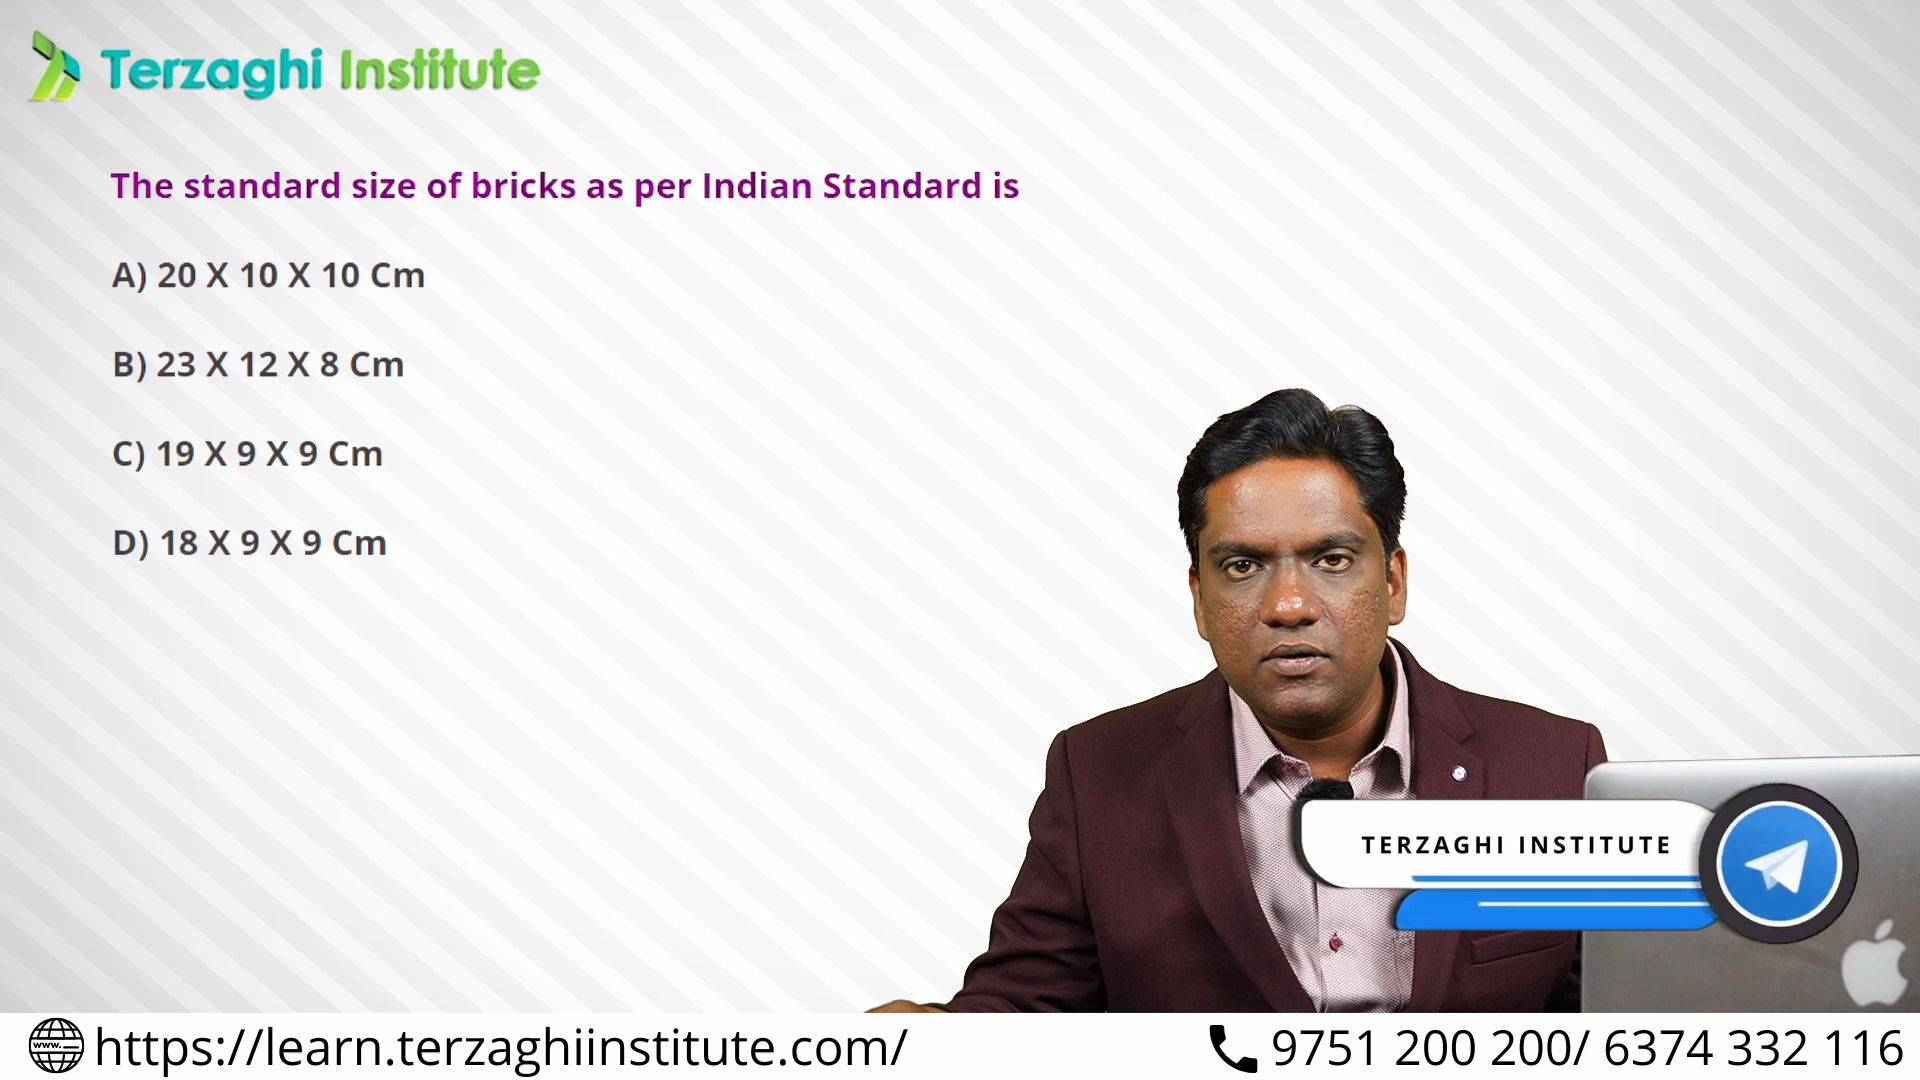 Terzaghi Institute
The standard size of bricks as per Indian Standard is
A) 20 X 10 X 10 Cm
B) 23 X 12 X 8 Cm
C) 19 X 9 X 9 Cm
D) 18 X 9 X 9 Cm
TERZAGHI INSTITUTE
www.
https://learn.terzaghiinstitute.com/
9751 200 200/ 6374 332 116